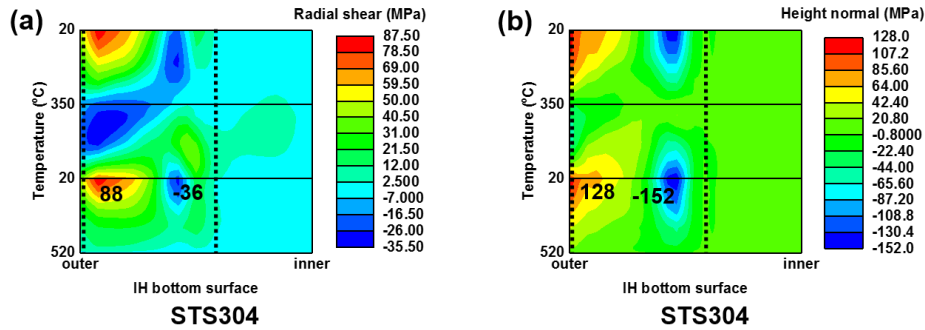 (a)
Radial shear (MPa)
20
350
20
520
Temperature (°C)
88
-36
outer
inner
IH bottom surface
STS304
87.50
78.50
69.00
59.50
50.00
40.50
31.00
21.50
12.00
2.500
-7.000
-16.50
-26.00
-35.50
(b)
Height normal (MPa)
20
350
20
520
Temperature (°C)
128
-152
outer
inner
IH bottom surface
STS304
128.0
107.2
85.60
64.00
42.40
20.80
-0.8000
-22.40
-44.00
-65.60
-87.20
-108.8
-130.4
-152.0